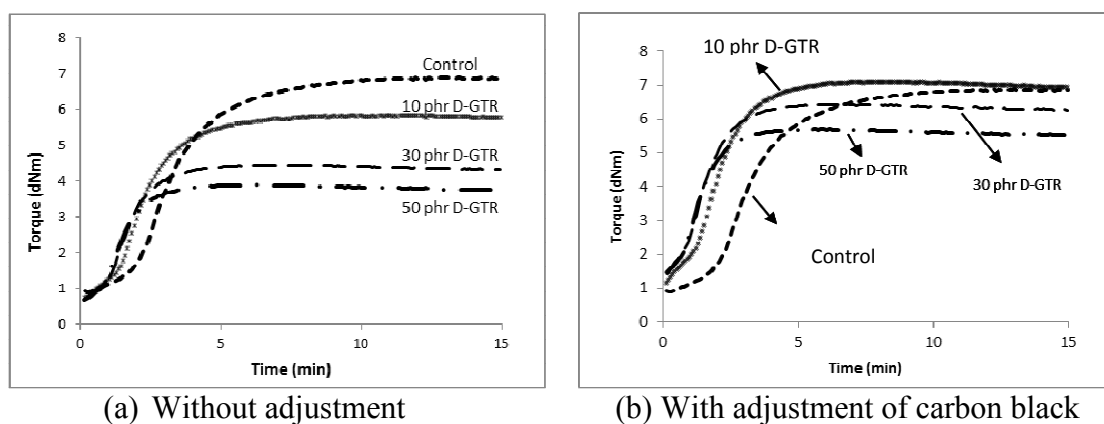 8
7
6
5
4
3
2
1
0
Torque (dNm)
0
5
10
15
Time (min)
Control
10 phr D-GTR
30 phr D-GTR
50 phr D-GTR
(a) Without adjustment
8
7
6
5
4
3
2
1
0
Torque (dNm)
0
5
10
15
Time (min)
10 phr D-GTR
50 phr D-GTR
30 phr D-GTR
Control
(b) With adjustment of carbon black